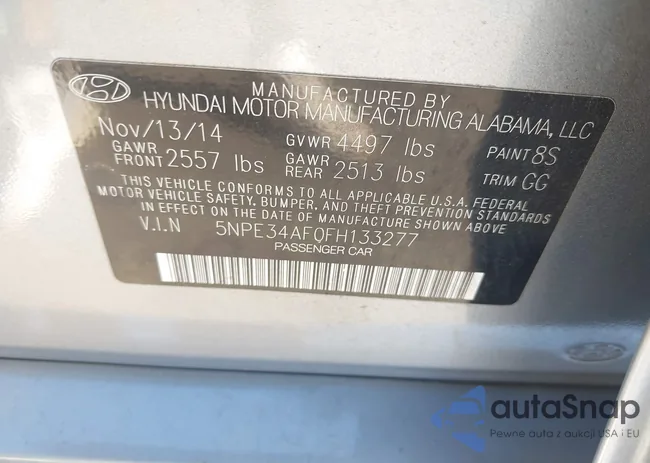 MANUFACTURED BY
HYUNDAI MOTOR MANUFACTURING ALABAMA, LLC
Nov/13/14 GVWR 4497 lbs PAINT 8S
GAWR FRONT 2557 lbs GAWR REAR 2513 lbs TRIM GG
THIS VEHICLE CONFORMS TO ALL APPLICABLE U.S.A. FEDERAL
MOTOR VEHICLE SAFETY, BUMPER, AND THEFT PREVENTION STANDARDS
IN EFFECT ON THE DATE OF MANUFACTURE SHOWN ABOVE.
V.I.N 5NPE34AF0FH133277
PASSENGER CAR
autaSnap
Pewne auta z aukcji USA i EU